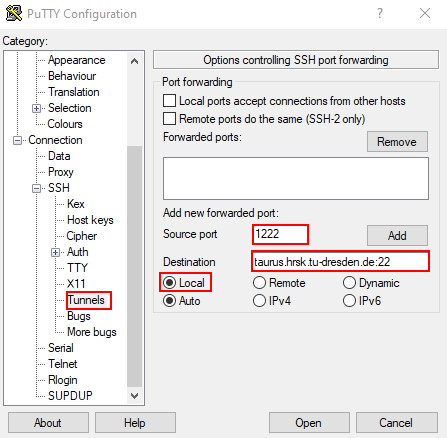 PuTTY Configuration
?
Category:
Appearance
Behaviour
Translation
Selection
Colours
Connection
Data
Proxy
SSH
Kex
Host keys
Cipher
Auth
TTY
X11
Tunnels
Bugs
More bugs
Serial
Telnet
Rlogin
SUPDUP
Options controlling SSH port forwarding
Port forwarding
Local ports accept connections from other hosts
Remote ports do the same (SSH-2 only)
Forwarded ports:
Remove
Add new forwarded port:
Source port
1222
Add
Destination
taurus.hrsk.tu-dresden.de:22
Local
Remote
Dynamic
Auto
IPv4
IPv6
About
Help
Open
Cancel